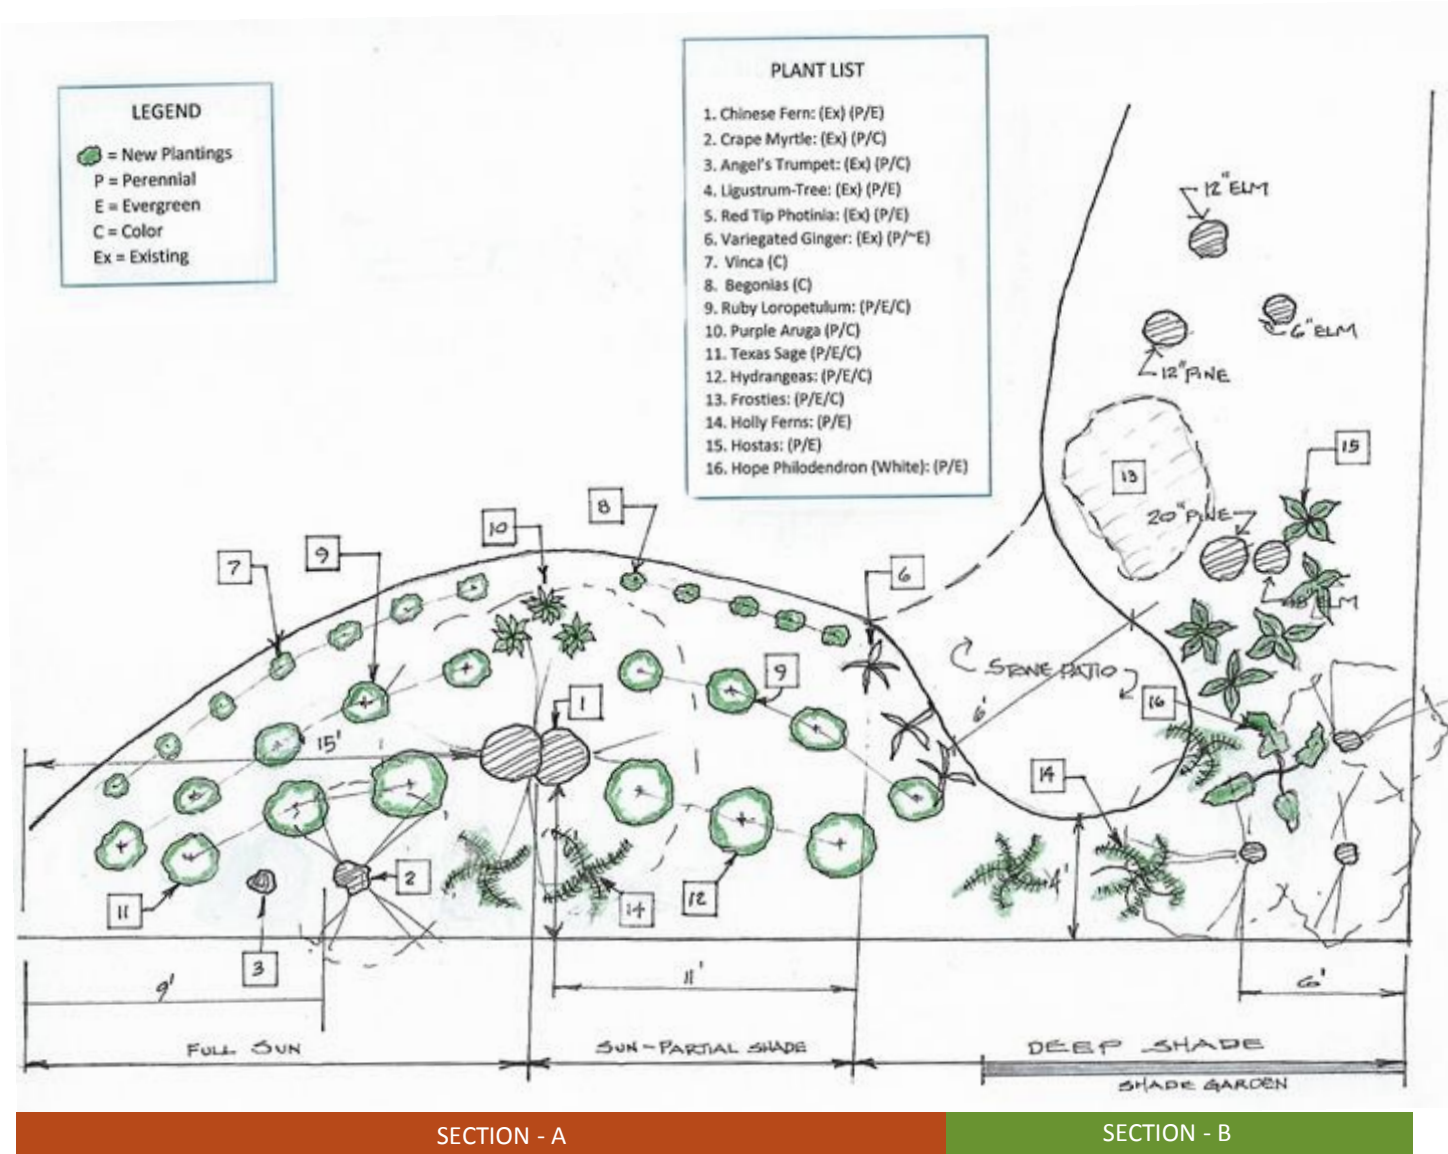 LEGEND
= New Plantings
P = Perennial
E = Evergreen
C = Color
Ex = Existing
PLANT LIST
1. Chinese Fern: (Ex) (P/E)
2. Crape Myrtle: (Ex) (P/C)
3. Angel's Trumpet: (Ex) (P/C)
4. Ligustrum-Tree: (Ex) (P/E)
5. Red Tip Photinia: (Ex) (P/E)
6. Variegated Ginger: (Ex) (P/~E)
7. Vinca (C)
8. Begonias (C)
9. Ruby Loropetulum: (P/E/C)
10. Purple Aruga (P/C)
11. Texas Sage (P/E/C)
12. Hydrangeas: (P/E/C)
13. Frosties: (P/E/C)
14. Holly Ferns: (P/E)
15. Hostas: (P/E)
16. Hope Philodendron (White): (P/E)
12" ELM
6" ELM
12" PINE
15
13
20" PINE
ELM
8
10
9
7
6
STONE PATIO
9
16
6'
1
15'
14
4'
2
12
14
11
3
9'
11'
6'
FULL SUN
SUN-PARTIAL SHADE
DEEP SHADE
SHADE GARDEN
SECTION - A
SECTION - B